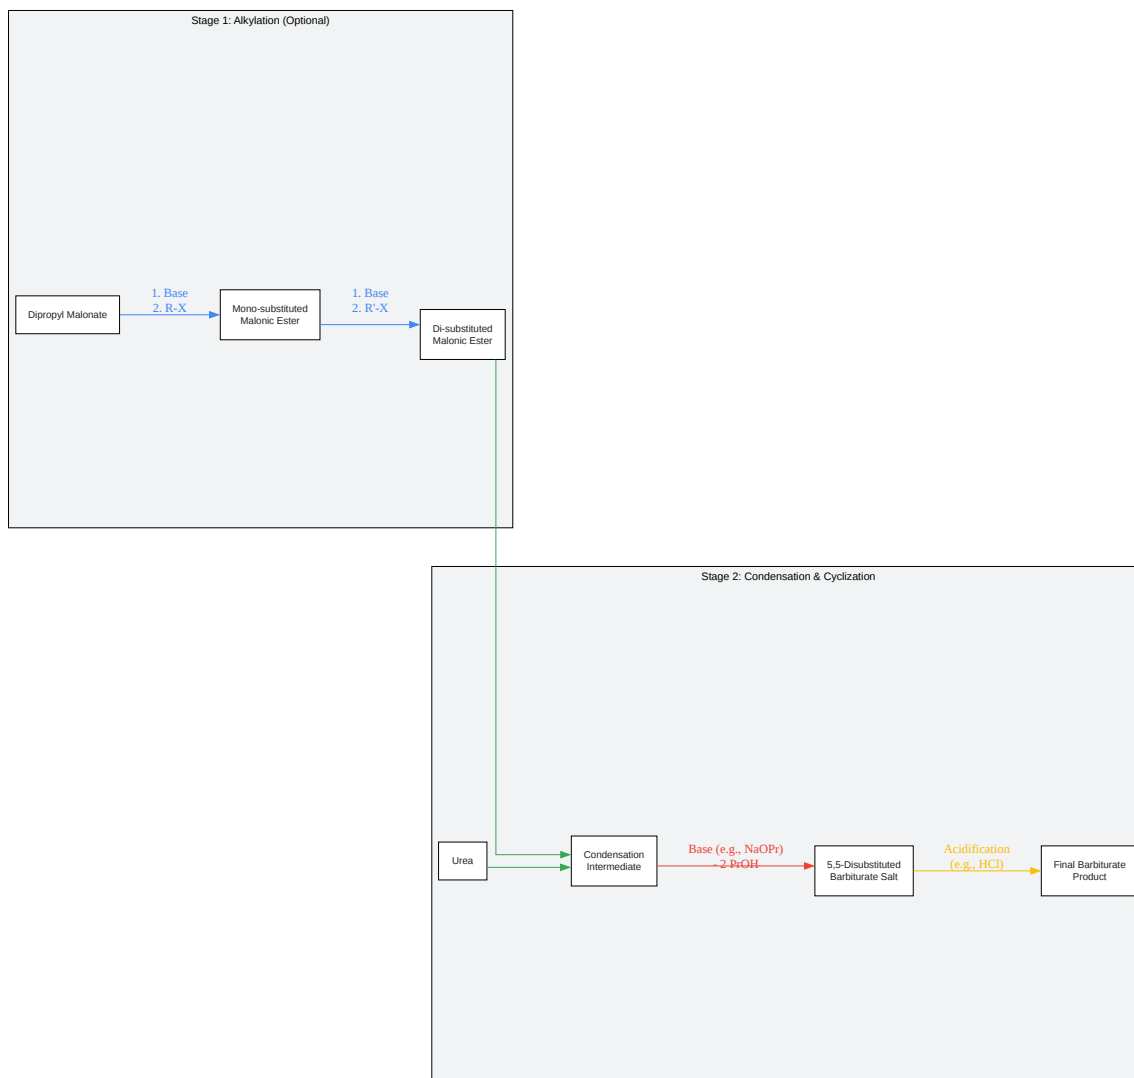 Stage 1: Alkylation (Optional)
Dipropyl Malonate
1. Base
2. R-X
Mono-substituted
Malonic Ester
1. Base
2. R'-X
Di-substituted
Malonic Ester
Stage 2: Condensation & Cyclization
Urea
Condensation
Intermediate
Base (e.g., NaOPr)
- 2 PrOH
5,5-Disubstituted
Barbiturate Salt
Acidification
(e.g., HCl)
Final Barbiturate
Product